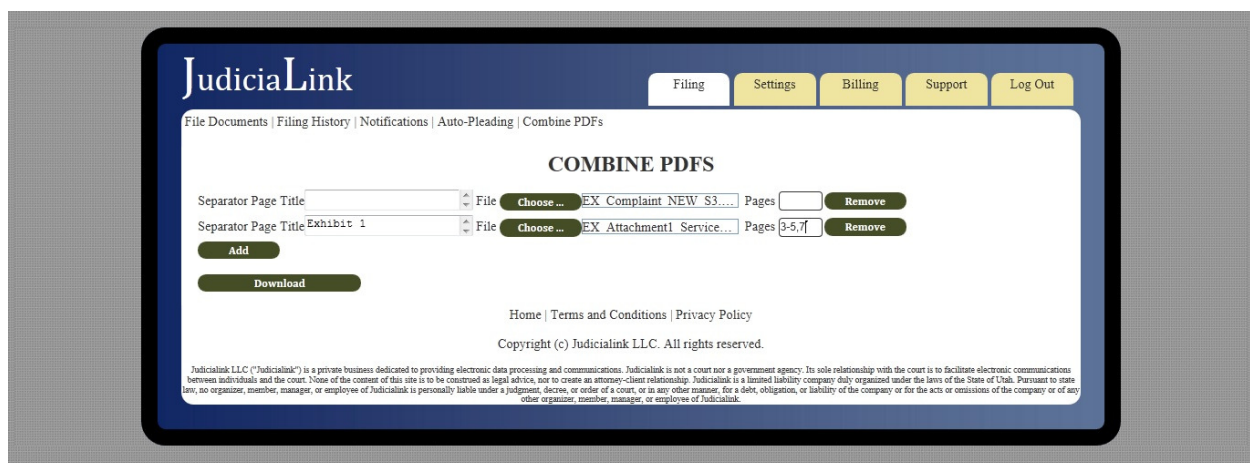 JudiciaLink
Filing Settings Billing Support Log Out
File Documents | Filing History | Notifications | Auto-Pleading | Combine PDFs
COMBINE PDFS
Separator Page Title File Choose ... EX Complaint NEW S3.... Pages Remove
Separator Page Title Exhibit 1 File Choose ... EX Attachment1 Service... Pages 3-5,7 Remove
Add
Download
Home | Terms and Conditions | Privacy Policy
Copyright (c) Judicialink LLC. All rights reserved.
Judicialink LLC ("Judicialink") is a private business dedicated to providing electronic data processing and communications. Judicialink is not a court nor a government agency. Its sole relationship with the court is to facilitate electronic communications
between individuals and the court. None of the content of this site is to be construed as legal advice, nor to create an attorney-client relationship. Judicialink is a limited liability company duly organized under the laws of the State of Utah. Pursuant to state
law, no organizer, member, manager, or employee of Judicialink is personally liable under a judgment, decree, or order of a court, or in any other manner, for a debt, obligation, or liability of the company or for the acts or omissions of the company or of any
other organizer, member, manager, or employee of Judicialink.